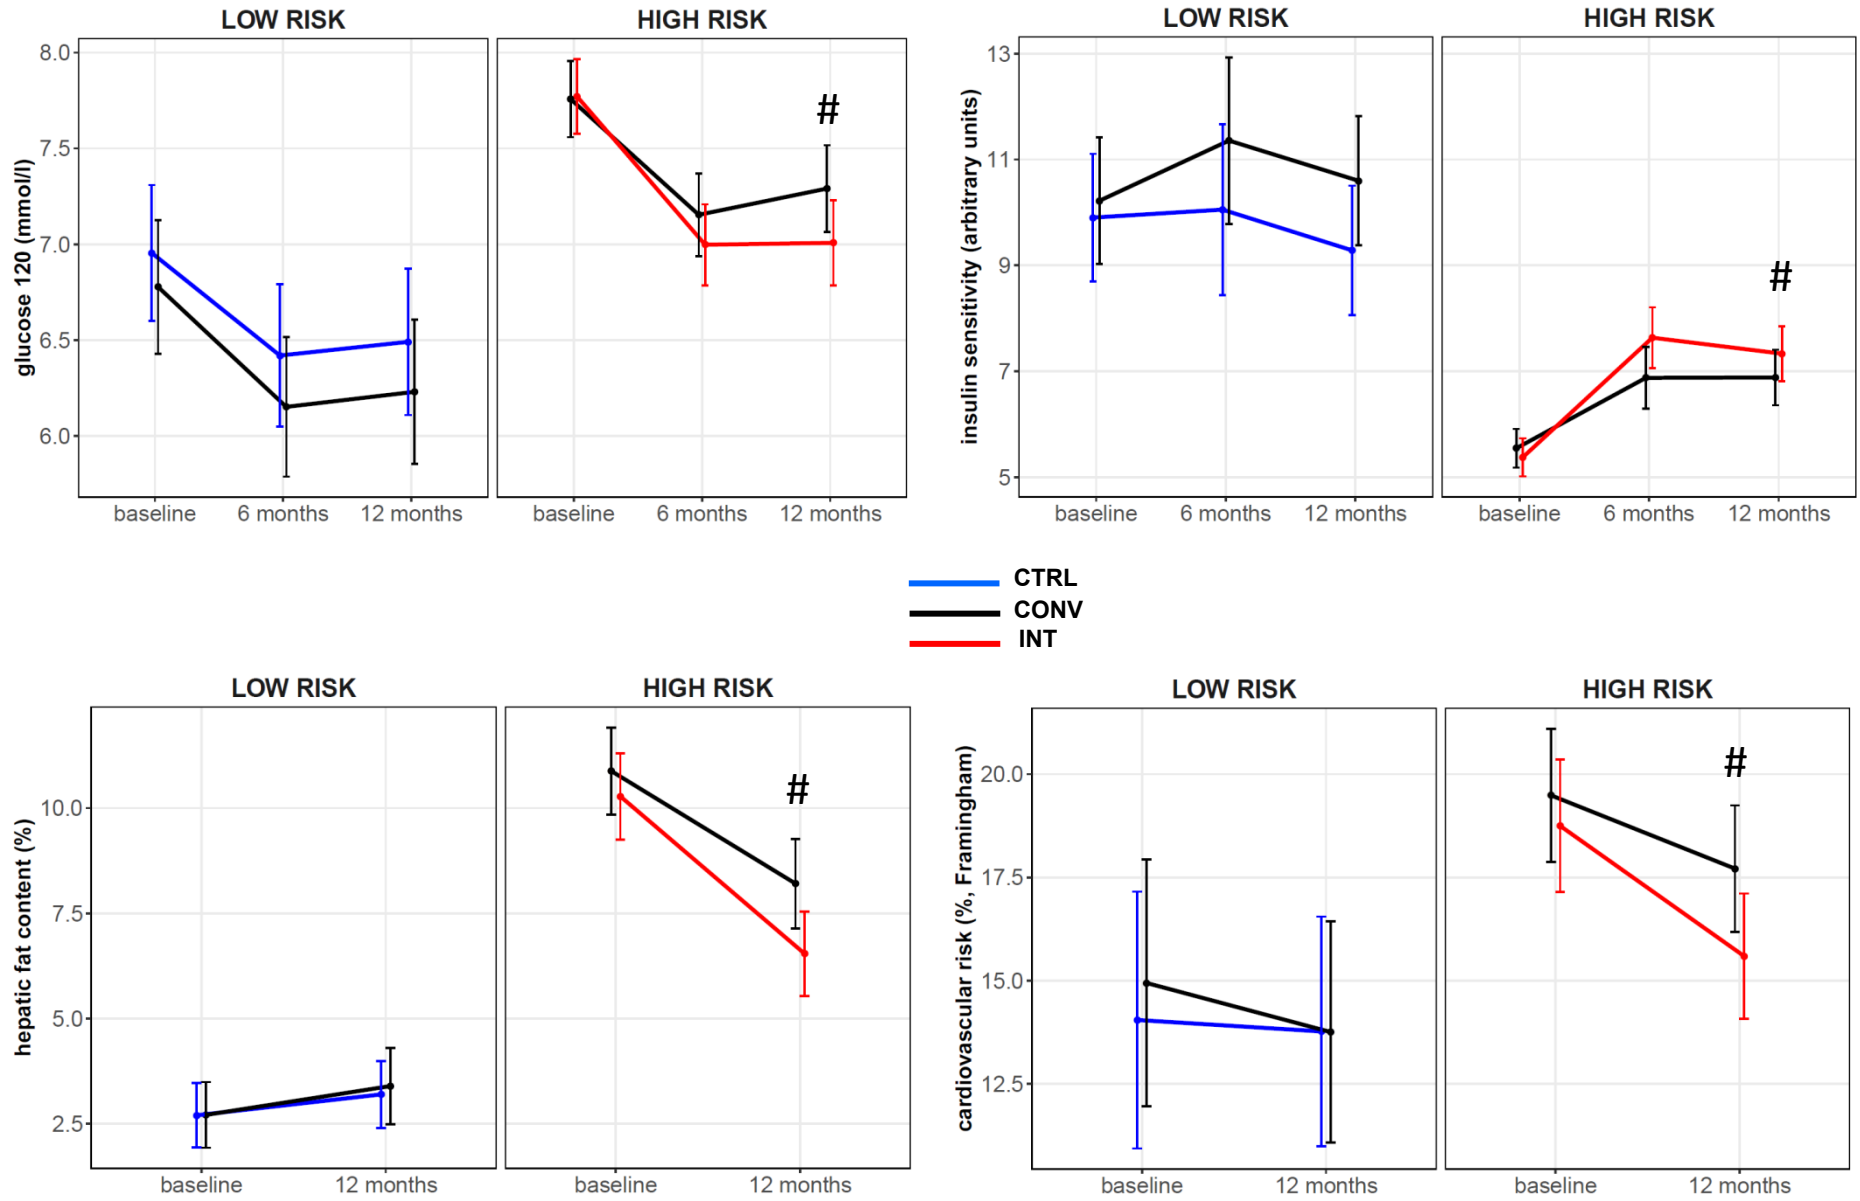 LOW RISK HIGH RISK
glucose 120 (mmol/l)
8.0
7.5
7.0
6.5
6.0
#
baseline 6 months 12 months baseline 6 months 12 months
LOW RISK HIGH RISK
insulin sensitivity (arbitrary units)
13
11
9
7
5
#
baseline 6 months 12 months baseline 6 months 12 months
CTRL
CONV
INT
LOW RISK HIGH RISK
hepatic fat content (%)
10.0
7.5
5.0
2.5
#
baseline 12 months baseline 12 months
LOW RISK HIGH RISK
cardiovascular risk (%, Framingham)
20.0
17.5
15.0
12.5
#
baseline 12 months baseline 12 months